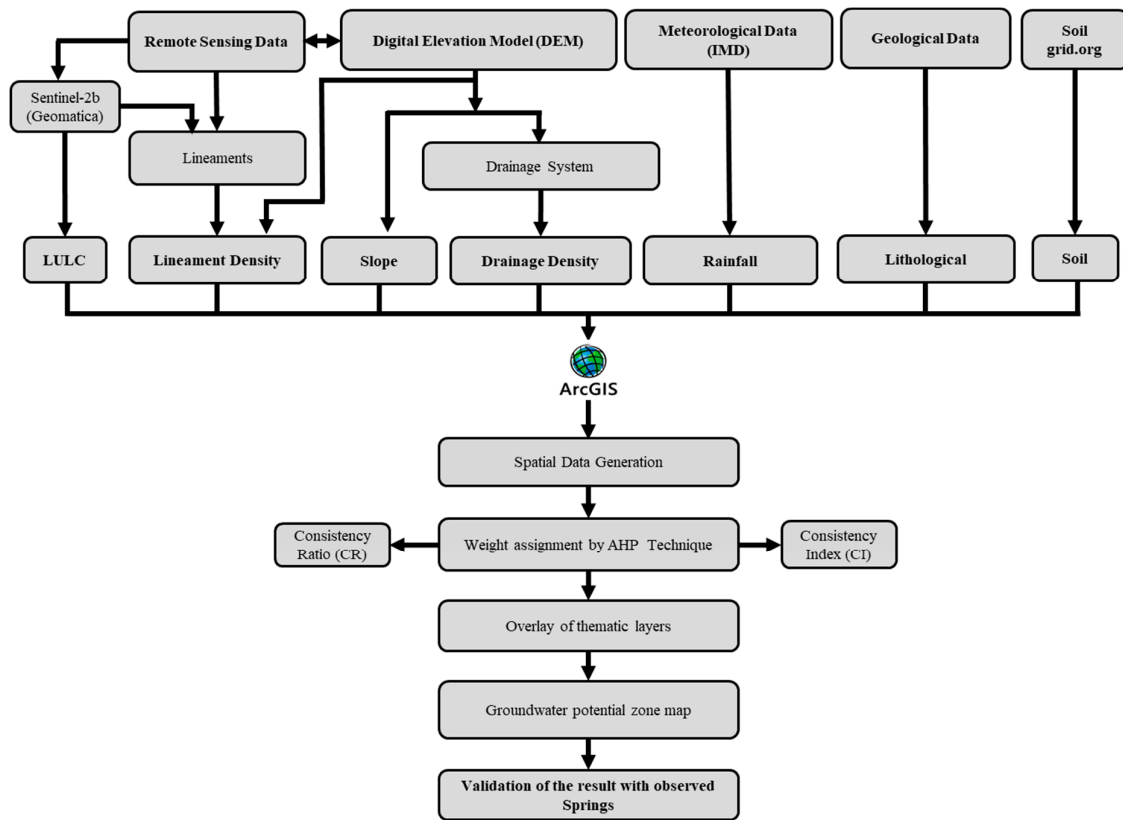 Remote Sensing Data
Digital Elevation Model (DEM)
Meteorological Data
(IMD)
Geological Data
Soil
grid.org
Sentinel-2b
(Geomatica)
Lineaments
Drainage System
LULC
Lineament Density
Slope
Drainage Density
Rainfall
Lithological
Soil
ArcGIS
Spatial Data Generation
Consistency
Ratio (CR)
Weight assignment by AHP Technique
Consistency
Index (CI)
Overlay of thematic layers
Groundwater potential zone map
Validation of the result with observed
Springs